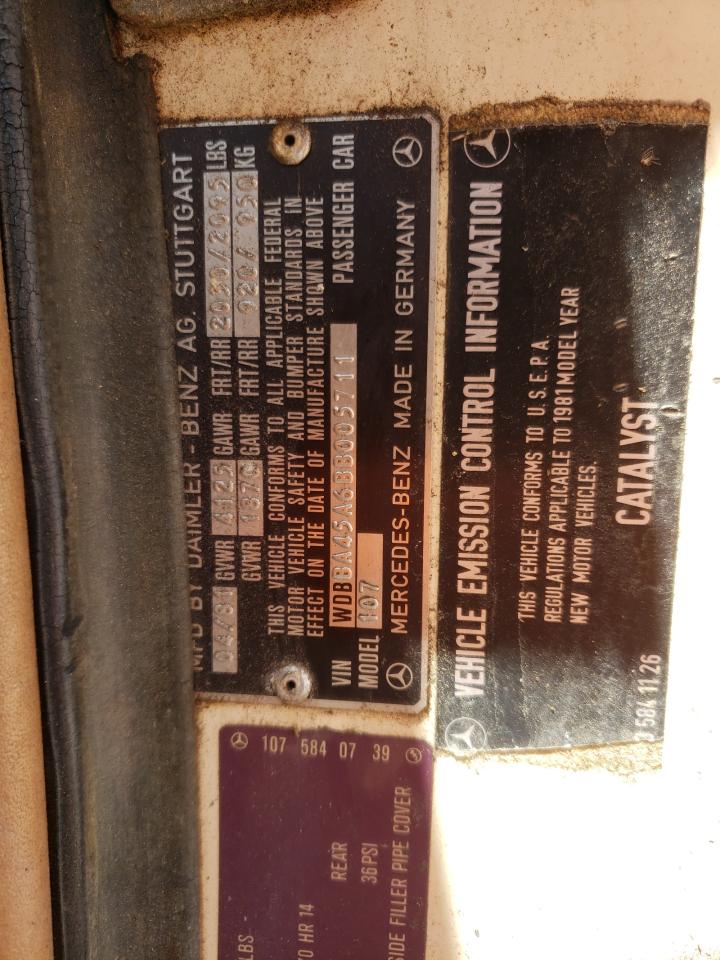 MFD BY DAIMLER-BENZ AG. STUTTGART
04/81 GVWR 4125 GAWR FRT/RR 2030/2095 LBS
GVWR 1870 GAWR FRT/RR 920/ 950 KG
THIS VEHICLE CONFORMS TO ALL APPLICABLE FEDERAL
MOTOR VEHICLE SAFETY AND BUMPER STANDARDS IN
EFFECT ON THE DATE OF MANUFACTURE SHOWN ABOVE
VIN WDBBA45A6BB005711
MODEL 107 PASSENGER CAR
MERCEDES-BENZ MADE IN GERMANY
VEHICLE EMISSION CONTROL INFORMATION
THIS VEHICLE CONFORMS TO U.S.E.P.A.
REGULATIONS APPLICABLE TO 1981 MODEL YEAR
NEW MOTOR VEHICLES.
CATALYST
584 11 26
107 584 07 39
LBS
70 HR 14
REAR
36 PSI
SIDE FILLER PIPE COVER